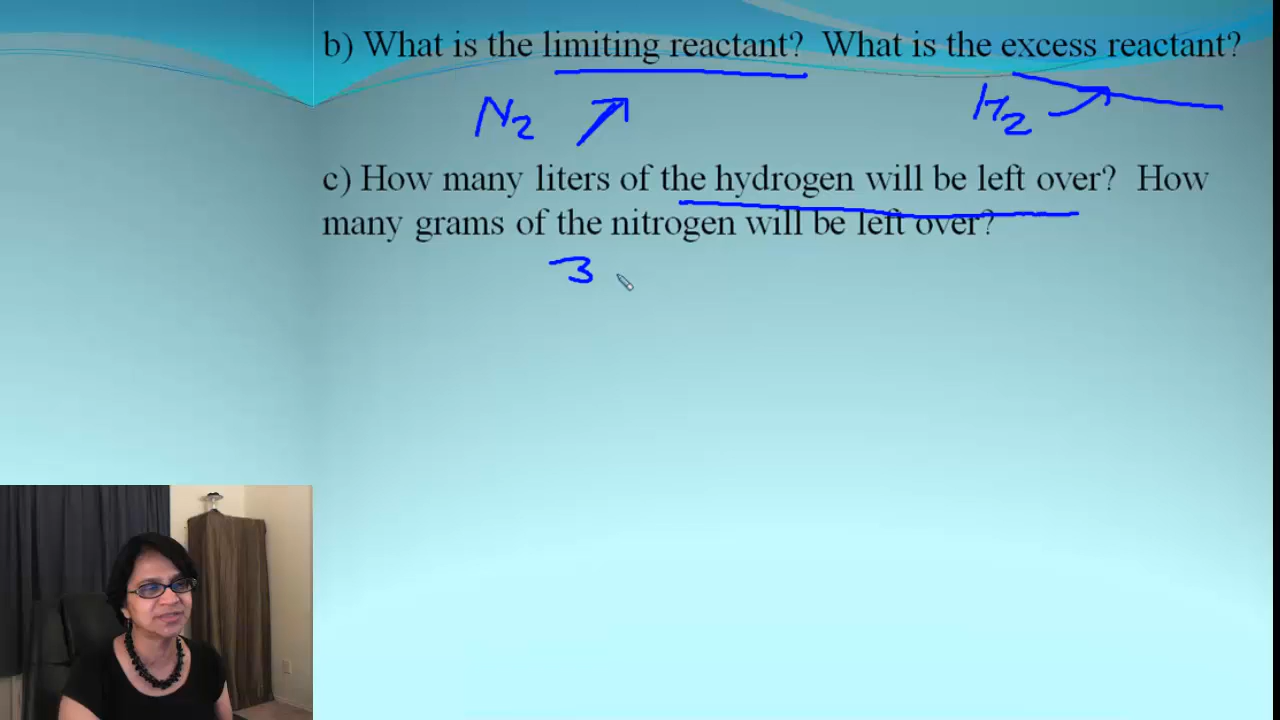 b) What is the limiting reactant? What is the excess reactant?
N2 H2
c) How many liters of the hydrogen will be left over? How
many grams of the nitrogen will be left over?
3